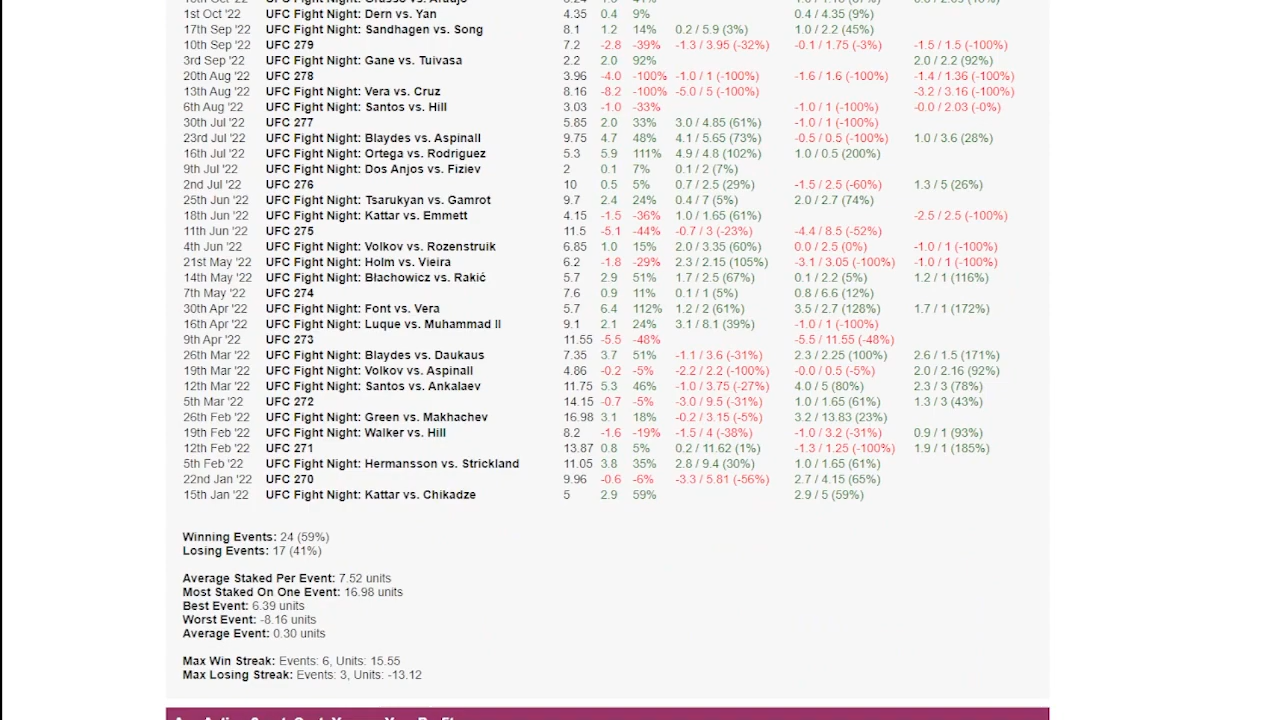 1st Oct '22 UFC Fight Night: Dern vs. Yan 4.35 0.4 9% 0.4 / 4.35 (9%)
17th Sep '22 UFC Fight Night: Sandhagen vs. Song 8.1 1.2 14% 0.2 / 5.9 (3%) 1.0 / 2.2 (45%)
10th Sep '22 UFC 279 7.2 -2.8 -39% -1.3 / 3.95 (-32%) -0.1 / 1.75 (-3%) -1.5 / 1.5 (-100%)
3rd Sep '22 UFC Fight Night: Gane vs. Tuivasa 2.2 2.0 92% 2.0 / 2.2 (92%)
20th Aug '22 UFC 278 3.96 -4.0 -100% -1.0 / 1 (-100%) -1.6 / 1.6 (-100%) -1.4 / 1.36 (-100%)
13th Aug '22 UFC Fight Night: Vera vs. Cruz 8.16 -8.2 -100% -5.0 / 5 (-100%) -3.2 / 3.16 (-100%)
6th Aug '22 UFC Fight Night: Santos vs. Hill 3.03 -1.0 -33% -1.0 / 1 (-100%) -0.0 / 2.03 (-0%)
30th Jul '22 UFC 277 5.85 2.0 33% 3.0 / 4.85 (61%) -1.0 / 1 (-100%)
23rd Jul '22 UFC Fight Night: Blaydes vs. Aspinall 9.75 4.7 48% 4.1 / 5.65 (73%) -0.5 / 0.5 (-100%) 1.0 / 3.6 (28%)
16th Jul '22 UFC Fight Night: Ortega vs. Rodriguez 5.3 5.9 111% 4.9 / 4.8 (102%) 1.0 / 0.5 (200%)
9th Jul '22 UFC Fight Night: Dos Anjos vs. Fiziev 2 0.1 7% 0.1 / 2 (7%)
2nd Jul '22 UFC 276 10 0.5 5% 0.7 / 2.5 (29%) -1.5 / 2.5 (-60%) 1.3 / 5 (26%)
25th Jun '22 UFC Fight Night: Tsarukyan vs. Gamrot 9.7 2.4 24% 0.4 / 7 (5%) 2.0 / 2.7 (74%)
18th Jun '22 UFC Fight Night: Kattar vs. Emmett 4.15 -1.5 -36% 1.0 / 1.65 (61%) -2.5 / 2.5 (-100%)
11th Jun '22 UFC 275 11.5 -5.1 -44% -0.7 / 3 (-23%) -4.4 / 8.5 (-52%)
4th Jun '22 UFC Fight Night: Volkov vs. Rozenstruik 6.85 1.0 15% 2.0 / 3.35 (60%) 0.0 / 2.5 (0%) -1.0 / 1 (-100%)
21st May '22 UFC Fight Night: Holm vs. Vieira 6.2 -1.8 -29% 2.3 / 2.15 (105%) -3.1 / 3.05 (-100%) -1.0 / 1 (-100%)
14th May '22 UFC Fight Night: Błachowicz vs. Rakić 5.7 2.9 51% 1.7 / 2.5 (67%) 0.1 / 2.2 (5%) 1.2 / 1 (116%)
7th May '22 UFC 274 7.6 0.9 11% 0.1 / 1 (5%) 0.8 / 6.6 (12%)
30th Apr '22 UFC Fight Night: Font vs. Vera 5.7 6.4 112% 1.2 / 2 (61%) 3.5 / 2.7 (128%) 1.7 / 1 (172%)
16th Apr '22 UFC Fight Night: Luque vs. Muhammad II 9.1 2.1 24% 3.1 / 8.1 (39%) -1.0 / 1 (-100%)
9th Apr '22 UFC 273 11.55 -5.5 -48% -5.5 / 11.55 (-48%)
26th Mar '22 UFC Fight Night: Blaydes vs. Daukaus 7.35 3.7 51% -1.1 / 3.6 (-31%) 2.3 / 2.25 (100%) 2.6 / 1.5 (171%)
19th Mar '22 UFC Fight Night: Volkov vs. Aspinall 4.86 -0.2 -5% -2.2 / 2.2 (-100%) -0.0 / 0.5 (-5%) 2.0 / 2.16 (92%)
12th Mar '22 UFC Fight Night: Santos vs. Ankalaev 11.75 5.3 46% -1.0 / 3.75 (-27%) 4.0 / 5 (80%) 2.3 / 3 (78%)
5th Mar '22 UFC 272 14.15 -0.7 -5% -3.0 / 9.5 (-31%) 1.0 / 1.65 (61%) 1.3 / 3 (43%)
26th Feb '22 UFC Fight Night: Green vs. Makhachev 16.98 3.1 18% -0.2 / 3.15 (-5%) 3.2 / 13.83 (23%)
19th Feb '22 UFC Fight Night: Walker vs. Hill 8.2 -1.6 -19% -1.5 / 4 (-38%) -1.0 / 3.2 (-31%) 0.9 / 1 (93%)
12th Feb '22 UFC 271 13.87 0.8 5% 0.2 / 11.62 (1%) -1.3 / 1.25 (-100%) 1.9 / 1 (185%)
5th Feb '22 UFC Fight Night: Hermansson vs. Strickland 11.05 3.8 35% 2.8 / 9.4 (30%) 1.0 / 1.65 (61%)
22nd Jan '22 UFC 270 9.96 -0.6 -6% -3.3 / 5.81 (-56%) 2.7 / 4.15 (65%)
15th Jan '22 UFC Fight Night: Kattar vs. Chikadze 5 2.9 59% 2.9 / 5 (59%)
Winning Events: 24 (59%)
Losing Events: 17 (41%)
Average Staked Per Event: 7.52 units
Most Staked On One Event: 16.98 units
Best Event: 6.39 units
Worst Event: -8.16 units
Average Event: 0.30 units
Max Win Streak: Events: 6, Units: 15.55
Max Losing Streak: Events: 3, Units: -13.12